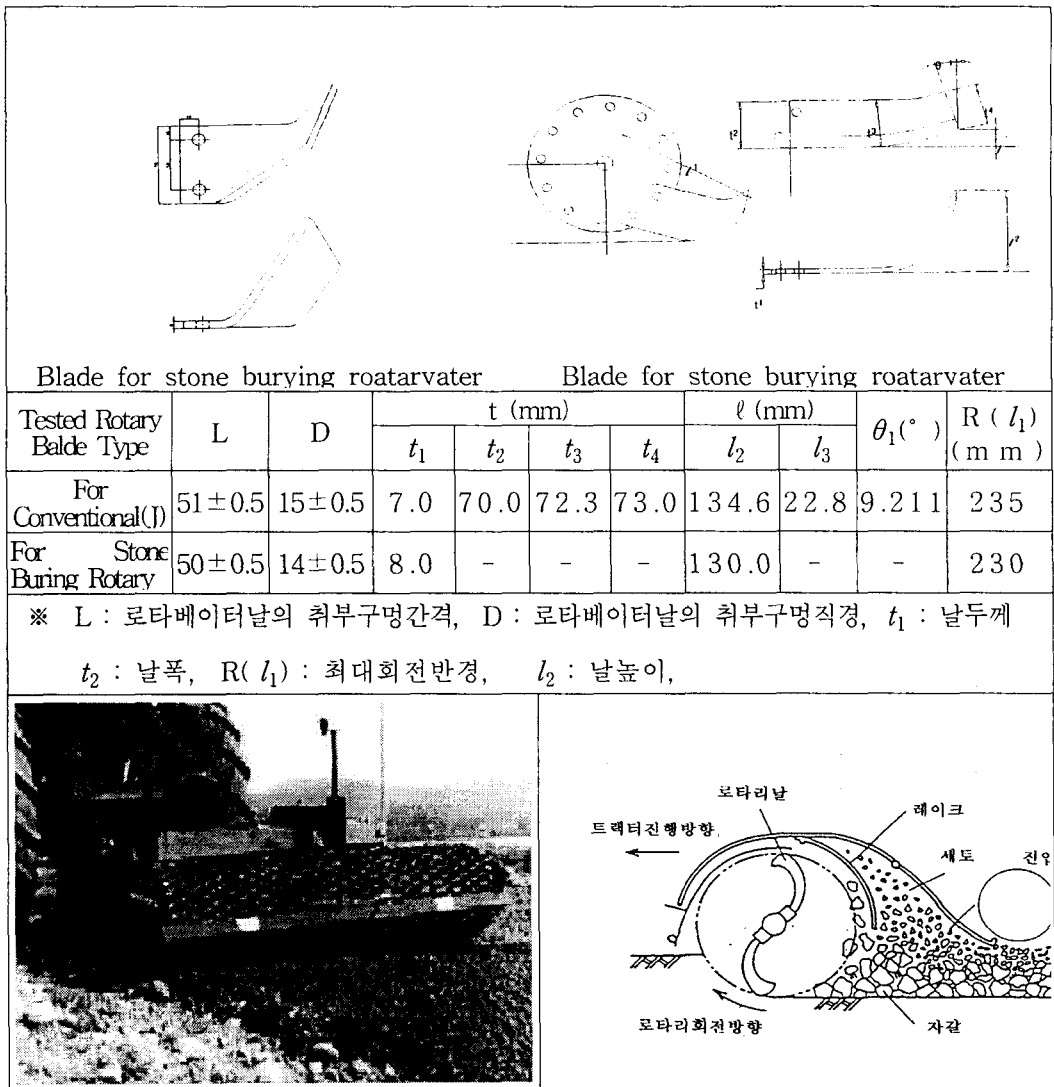 Blade for stone burying roatarvater Blade for stone burying roatarvater
Tested Rotary Balde Type L D t (mm) ℓ (mm) θ₁(° ) R ( l₁) (m m )
t₁ t₂ t₃ t₄ l₂ l₃
For Conventional(J) 51±0.5 15±0.5 7.0 70.0 72.3 73.0 134.6 22.8 9.211 235
For Stone Buring Rotary 50±0.5 14±0.5 8.0 - - - 130.0 - - 230
※ L : 로타베이터날의 취부구멍간격, D : 로타베이터날의 취부구멍직경, t₁ : 날두께
t₂ : 날폭, R( l₁) : 최대회전반경, l₂ : 날높이,
로타리날
레이크
트랙터진행방향
세토
로타리회전방향
자갈